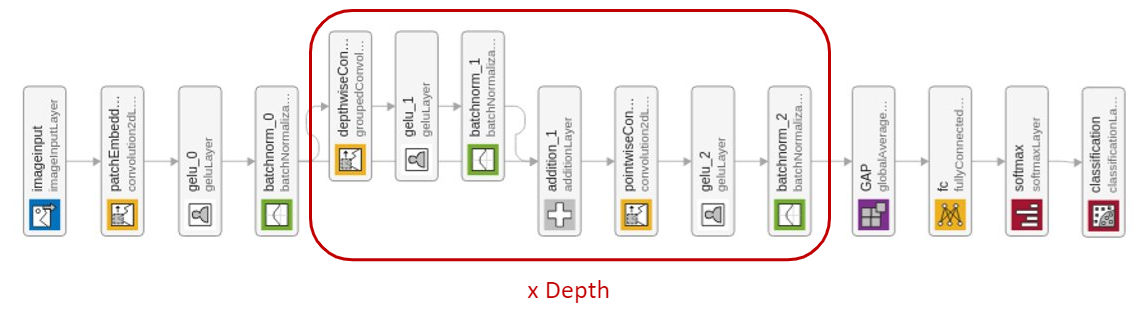 imageinput
imageInputLayer
patchEmbedd...
convolution2dL...
gelu_0
geluLayer
batchnorm_0
batchNormaliza...
depthwiseCon...
groupedConvol...
gelu_1
geluLayer
batchnorm_1
batchNormaliza...
addition_1
additionLayer
pointwiseCon...
convolution2dL...
gelu_2
geluLayer
batchnorm_2
batchNormaliza...
GAP
globalAverage...
fc
fullyConnected...
softmax
softmaxLayer
classification
classificationLa...
x Depth